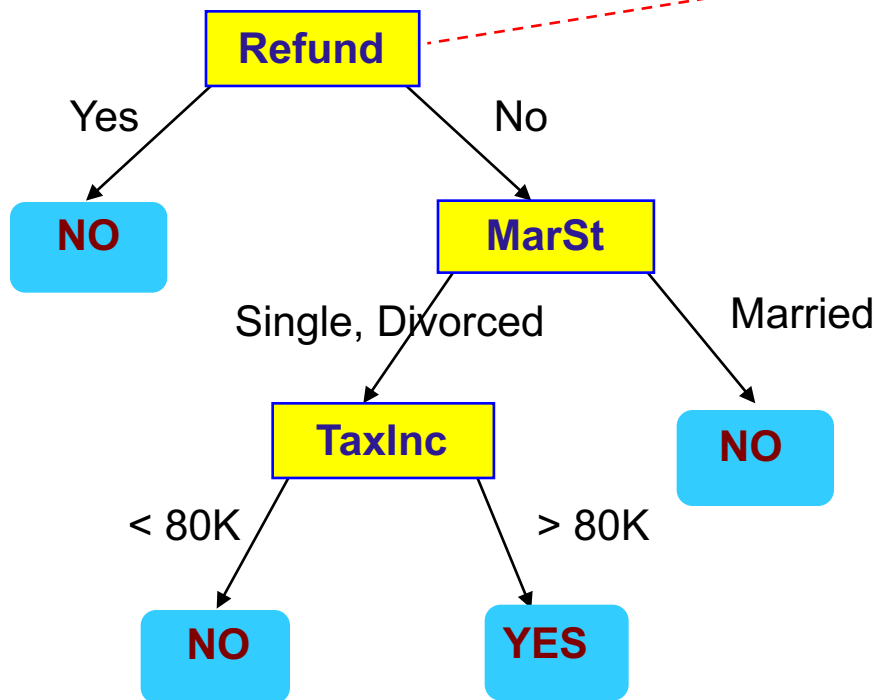 Refund
Yes
No
NO
MarSt
Single, Divorced
Married
TaxInc
NO
< 80K
> 80K
NO
YES